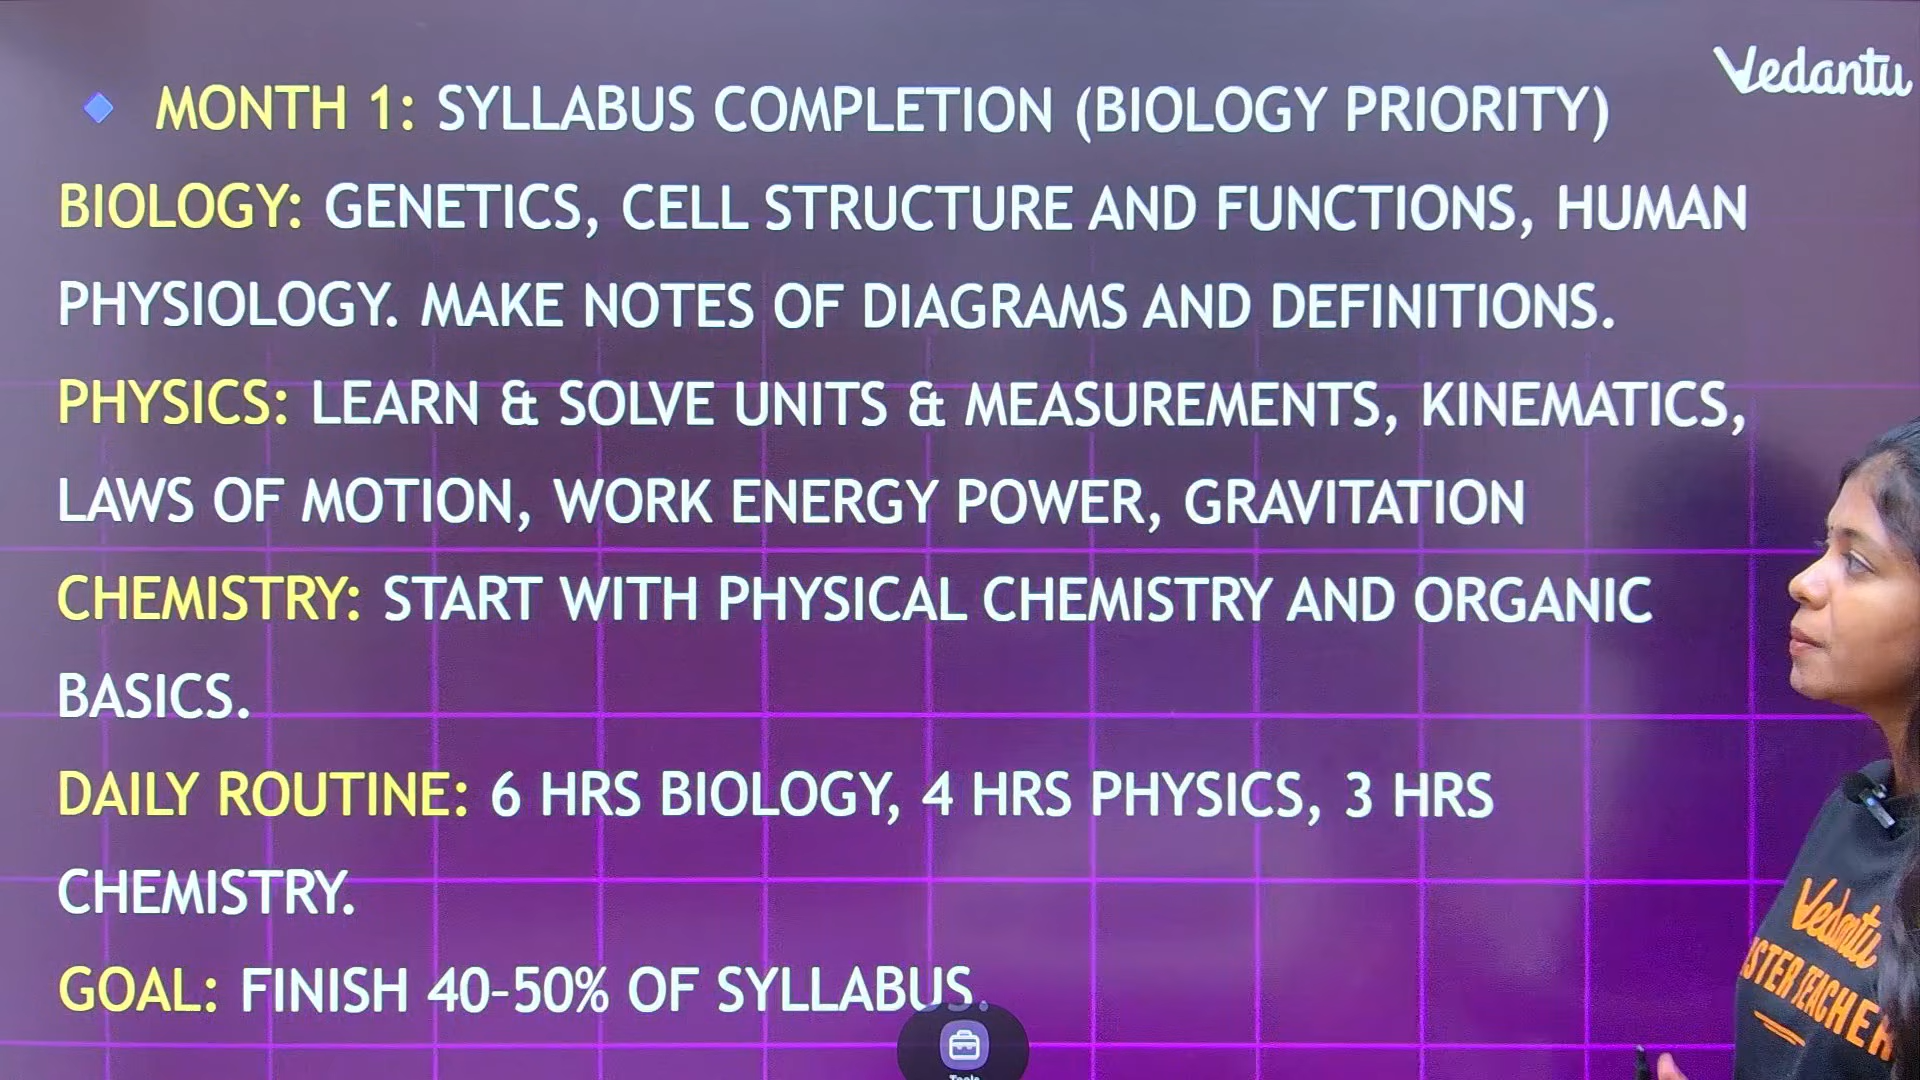 Vedantu
MONTH 1: SYLLABUS COMPLETION (BIOLOGY PRIORITY)
BIOLOGY: GENETICS, CELL STRUCTURE AND FUNCTIONS, HUMAN
PHYSIOLOGY. MAKE NOTES OF DIAGRAMS AND DEFINITIONS.
PHYSICS: LEARN & SOLVE UNITS & MEASUREMENTS, KINEMATICS,
LAWS OF MOTION, WORK ENERGY POWER, GRAVITATION
CHEMISTRY: START WITH PHYSICAL CHEMISTRY AND ORGANIC
BASICS.
DAILY ROUTINE: 6 HRS BIOLOGY, 4 HRS PHYSICS, 3 HRS
CHEMISTRY.
GOAL: FINISH 40-50% OF SYLLABUS.
Vedantu
TEACHER